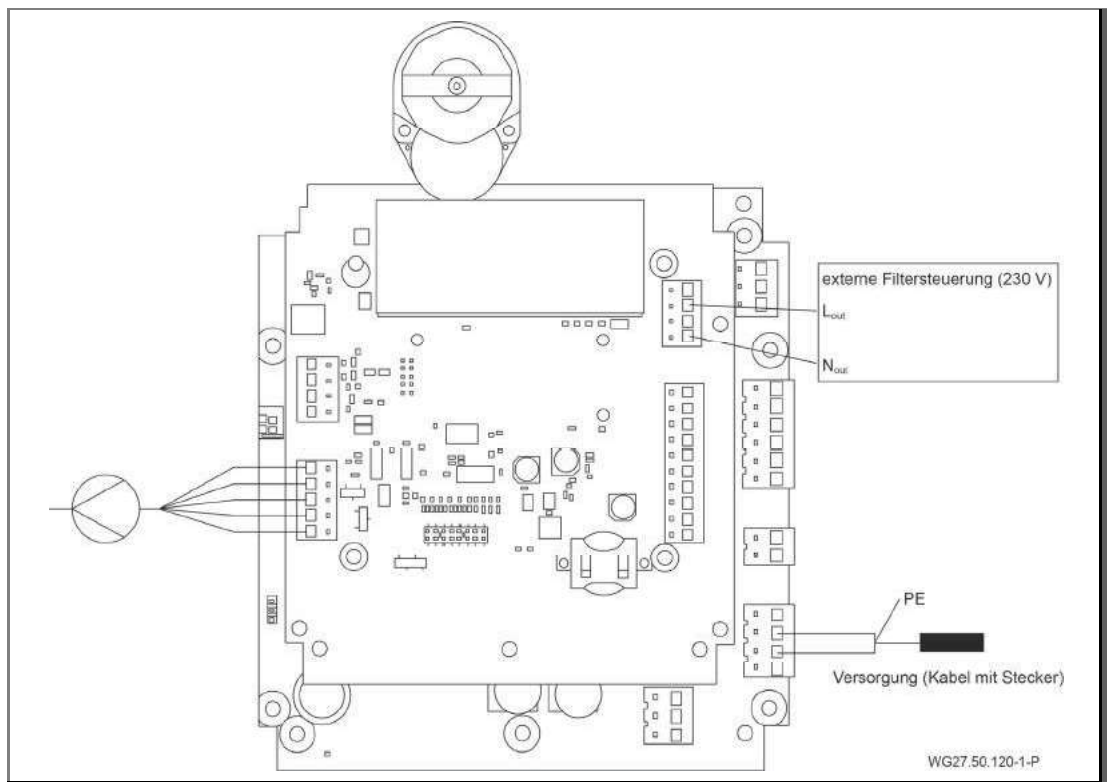 externe Filtersteuerung (230 V)
Lout
Nout
PE
Versorgung (Kabel mit Stecker)
WG27.50.120-1-P